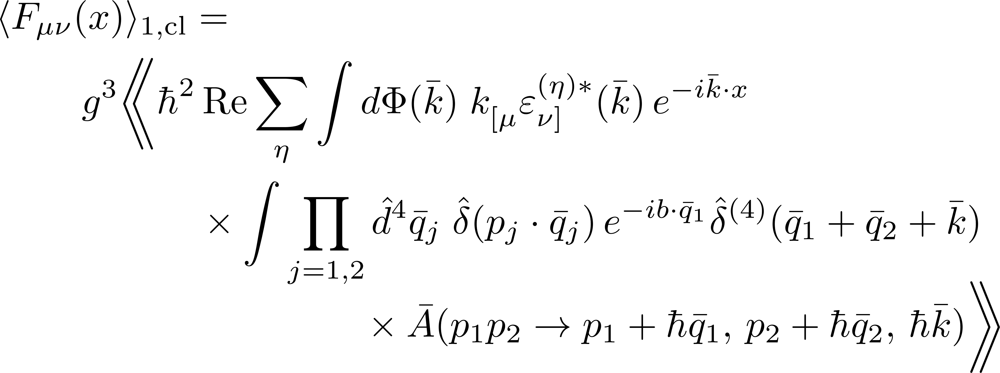 ⟨F_{μν}(x)⟩_{1,cl} =
g^3 ⟪ ℏ^2 Re ∑_η ∫ dΦ(k̄) k_{[μ} ε_{ν]}^{(η)*}(k̄) e^{-ik̄·x}
× ∫ ∏_{j=1,2} d̂^4 q̄_j δ̂(p_j · q̄_j) e^{-ib·q̄_1} δ̂^{(4)}(q̄_1 + q̄_2 + k̄)
× Ā(p_1 p_2 → p_1 + ℏq̄_1, p_2 + ℏq̄_2, ℏk̄) ⟫